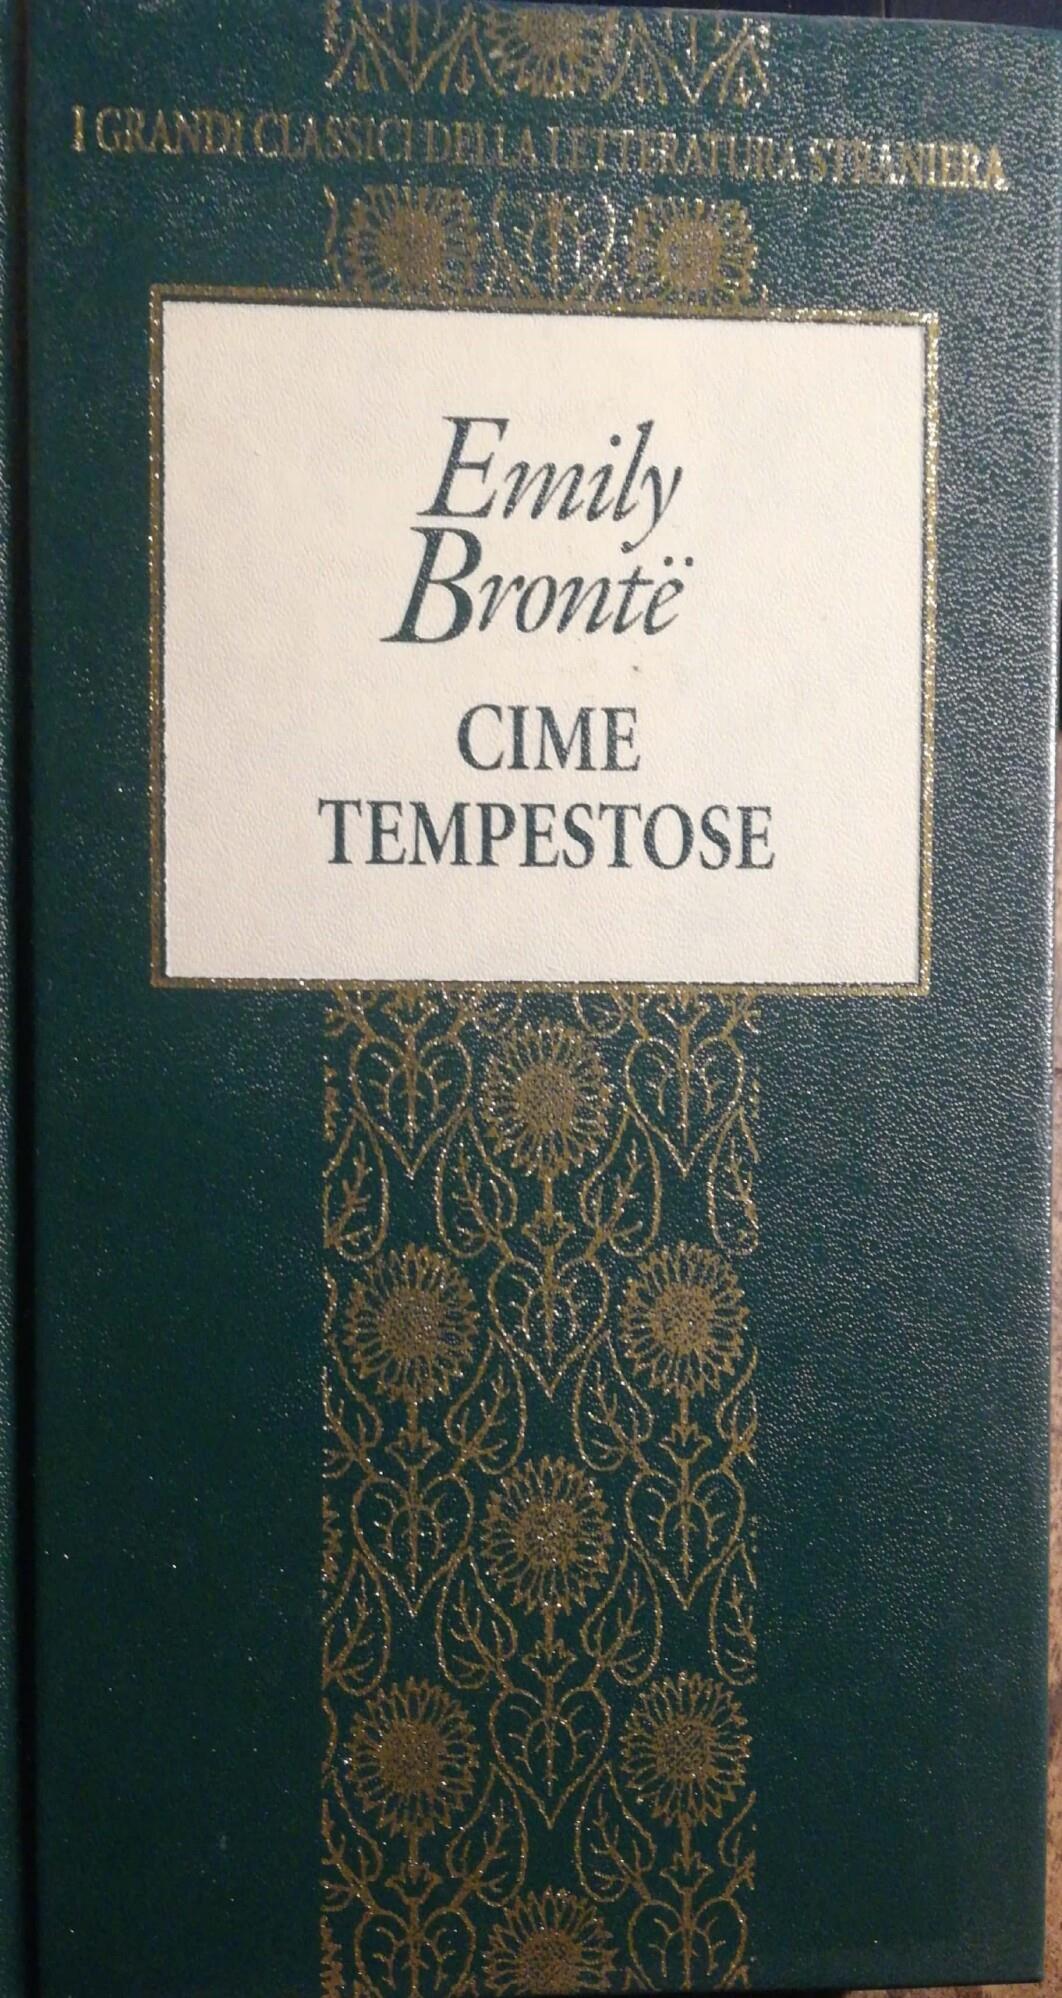 I GRANDI CLASSICI DELLA LETTERATURA STRANIERA
Emily
Brontë
CIME
TEMPESTOSE